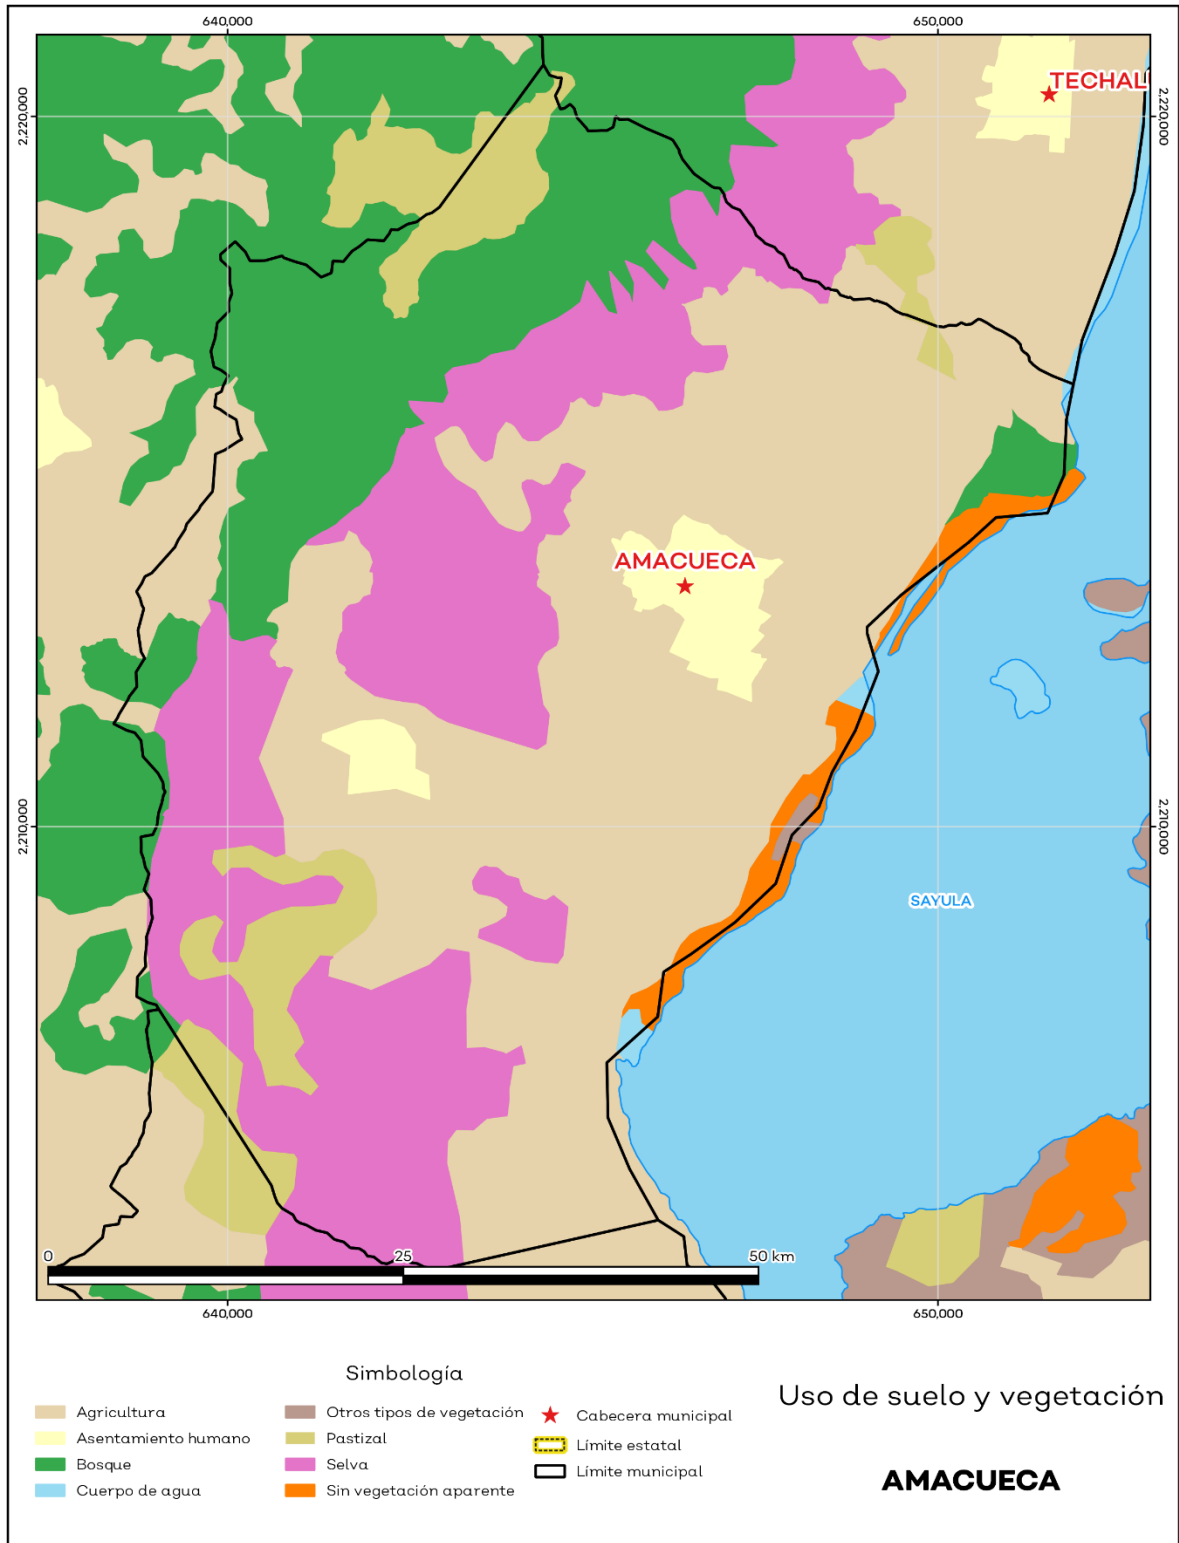 640,000
650,000
2,220,000
2,220,000
TECHAL
AMACUECA
2,210,000
2,210,000
SAYULA
0
25
50 km
640,000
650,000
Simbología
Agricultura
Asentamiento humano
Bosque
Cuerpo de agua
Otros tipos de vegetación
Pastizal
Selva
Sin vegetación aparente
Cabecera municipal
Límite estatal
Límite municipal
Uso de suelo y vegetación
AMACUECA